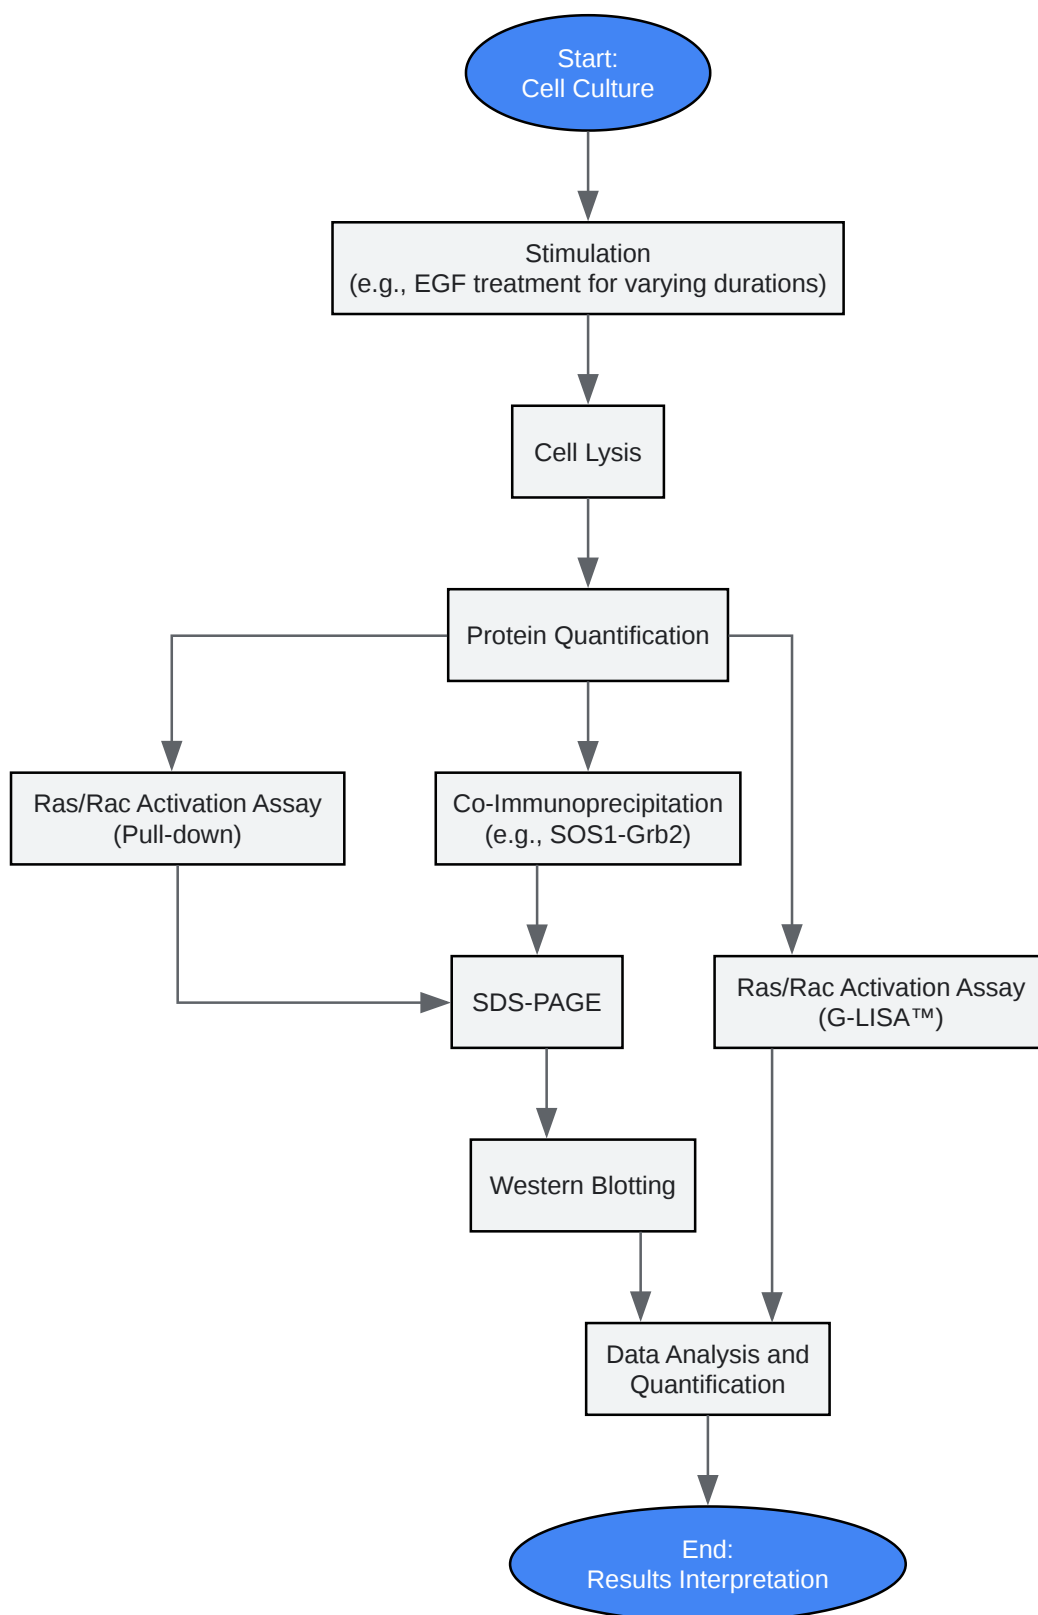 Start:
Cell Culture
Stimulation
(e.g., EGF treatment for varying durations)
Cell Lysis
Protein Quantification
Ras/Rac Activation Assay
(Pull-down)
Co-Immunoprecipitation
(e.g., SOS1-Grb2)
SDS-PAGE
Ras/Rac Activation Assay
(G-LISA™)
Western Blotting
Data Analysis and
Quantification
End:
Results Interpretation